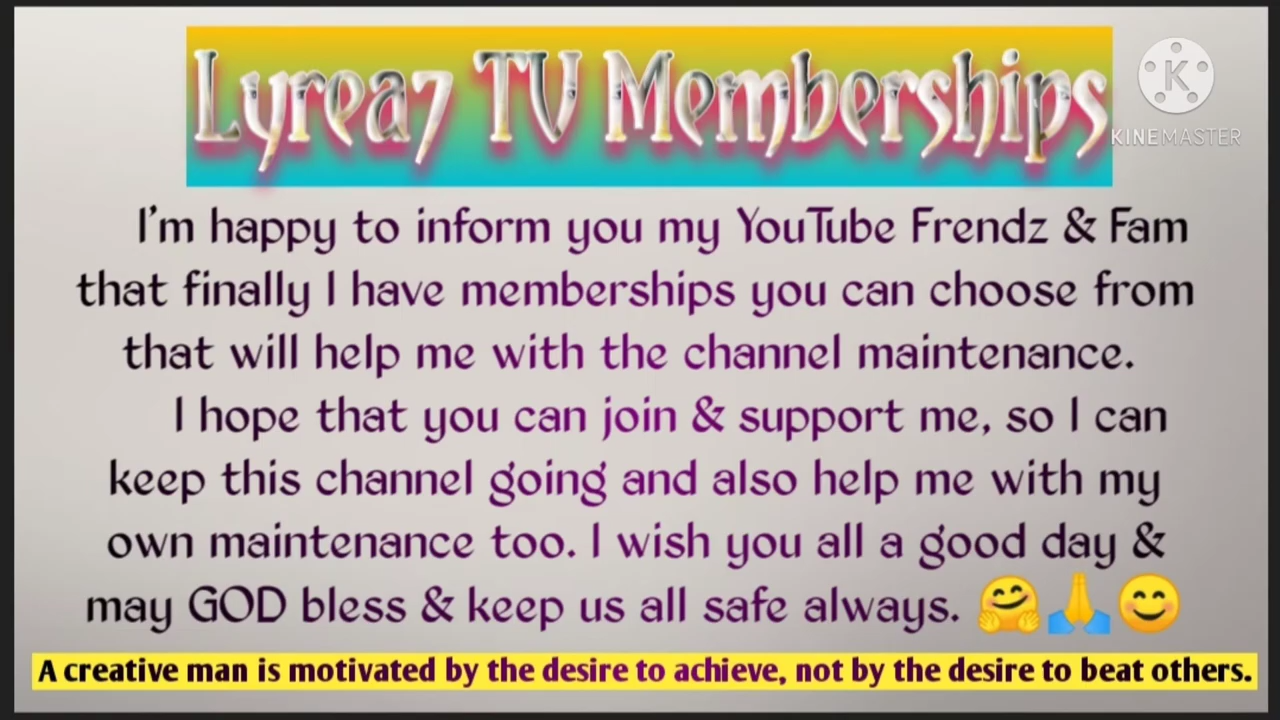 Lyrea7 TV Memberships
KINEMASTER
I'm happy to inform you my YouTube Frendz & Fam
that finally I have memberships you can choose from
that will help me with the channel maintenance.
I hope that you can join & support me, so I can
keep this channel going and also help me with my
own maintenance too. I wish you all a good day &
may GOD bless & keep us all safe always. 🤗🙏😊
A creative man is motivated by the desire to achieve, not by the desire to beat others.